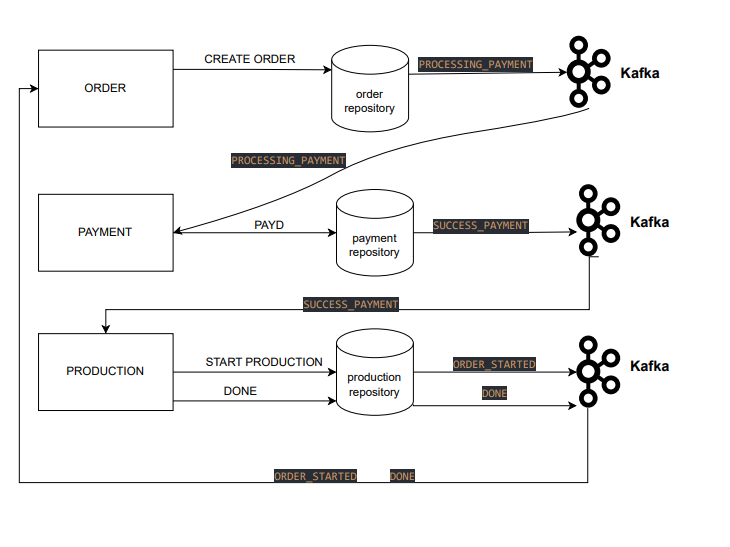 CREATE ORDER
PROCESSING_PAYMENT
Kafka
ORDER
order
repository
PROCESSING_PAYMENT
PAYMENT
PAYD
payment
repository
SUCCESS_PAYMENT
Kafka
SUCCESS_PAYMENT
PRODUCTION
START PRODUCTION
DONE
production
repository
ORDER_STARTED
DONE
Kafka
ORDER_STARTED
DONE